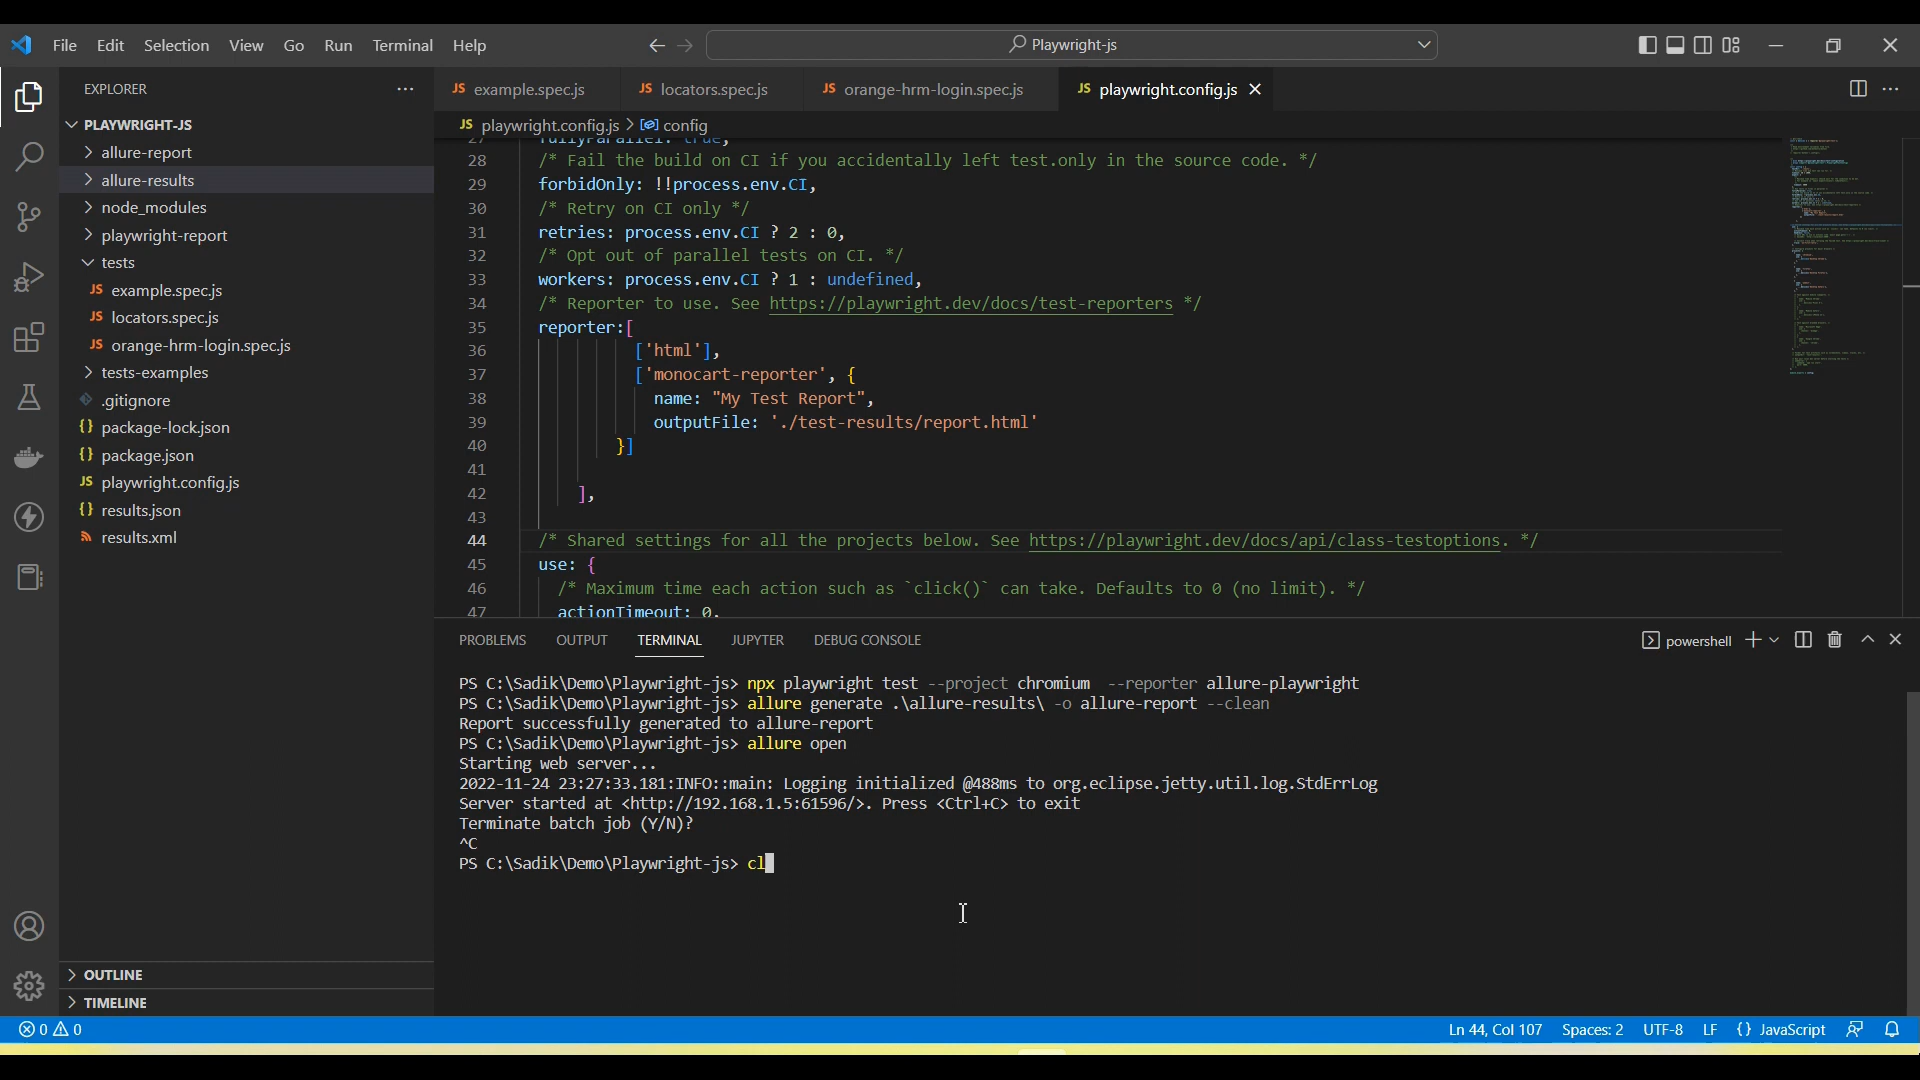 File Edit Selection View Go Run Terminal Help
Playwright-js
EXPLORER
PLAYWRIGHT-JS
allure-report
allure-results
node_modules
playwright-report
tests
JS example.spec.js
JS locators.spec.js
JS orange-hrm-login.spec.js
tests-examples
.gitignore
{} package-lock.json
{} package.json
JS playwright.config.js
{} results.json
results.xml
OUTLINE
TIMELINE
JS example.spec.js JS locators.spec.js JS orange-hrm-login.spec.js JS playwright.config.js
JS playwright.config.js > config
27 fullyParallel: true,
28 /* Fail the build on CI if you accidentally left test.only in the source code. */
29 forbidOnly: !!process.env.CI,
30 /* Retry on CI only */
31 retries: process.env.CI ? 2 : 0,
32 /* Opt out of parallel tests on CI. */
33 workers: process.env.CI ? 1 : undefined,
34 /* Reporter to use. See https://playwright.dev/docs/test-reporters */
35 reporter:[
36 ['html'],
37 ['monocart-reporter', {
38 name: "My Test Report",
39 outputFile: './test-results/report.html'
40 }]
41
42 ],
43
44 /* Shared settings for all the projects below. See https://playwright.dev/docs/api/class-testoptions. */
45 use: {
46 /* Maximum time each action such as `click()` can take. Defaults to 0 (no limit). */
47 actionTimeout: 0,
PROBLEMS OUTPUT TERMINAL JUPYTER DEBUG CONSOLE
powershell
PS C:\Sadik\Demo\Playwright-js> npx playwright test --project chromium --reporter allure-playwright
PS C:\Sadik\Demo\Playwright-js> allure generate .\allure-results\ -o allure-report --clean
Report successfully generated to allure-report
PS C:\Sadik\Demo\Playwright-js> allure open
Starting web server...
2022-11-24 23:27:33.181:INFO::main: Logging initialized @488ms to org.eclipse.jetty.util.log.StdErrLog
Server started at <http://192.168.1.5:61596/>. Press <Ctrl+C> to exit
Terminate batch job (Y/N)?
^C
PS C:\Sadik\Demo\Playwright-js> cl
0 0
Ln 44, Col 107 Spaces: 2 UTF-8 LF {} JavaScript